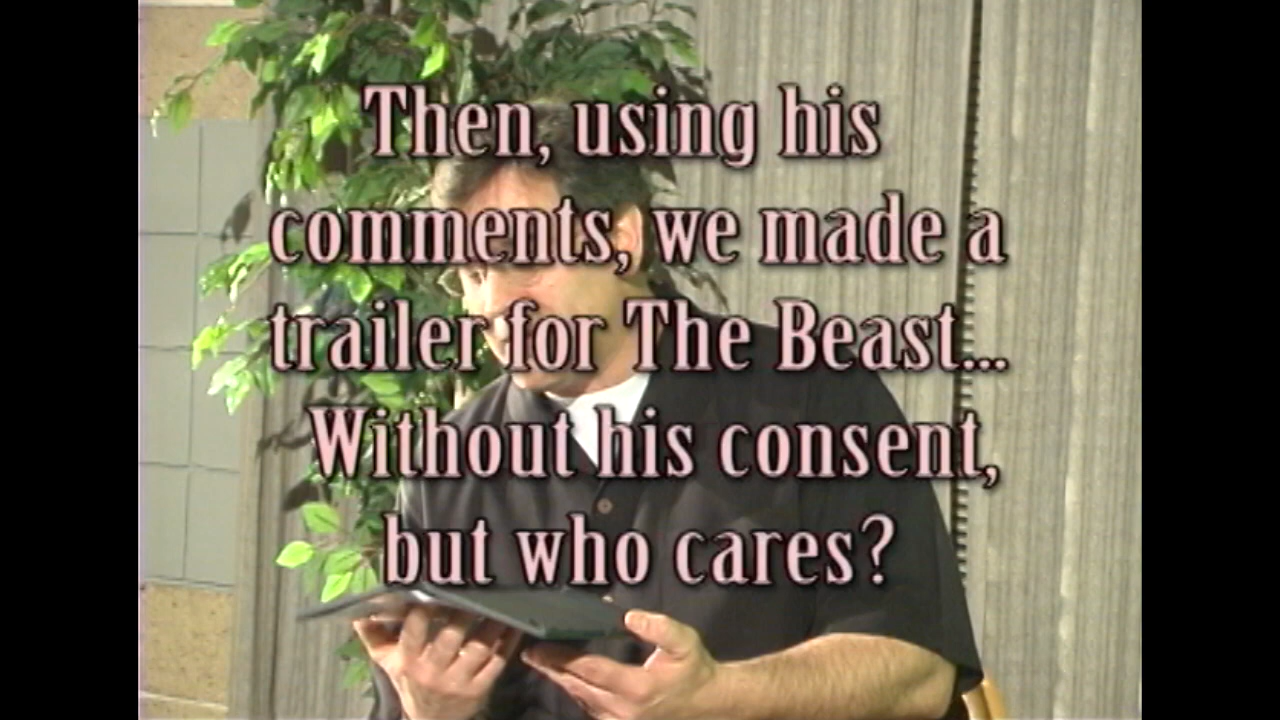 Then, using his
comments, we made a
trailer for The Beast...
Without his consent,
but who cares?